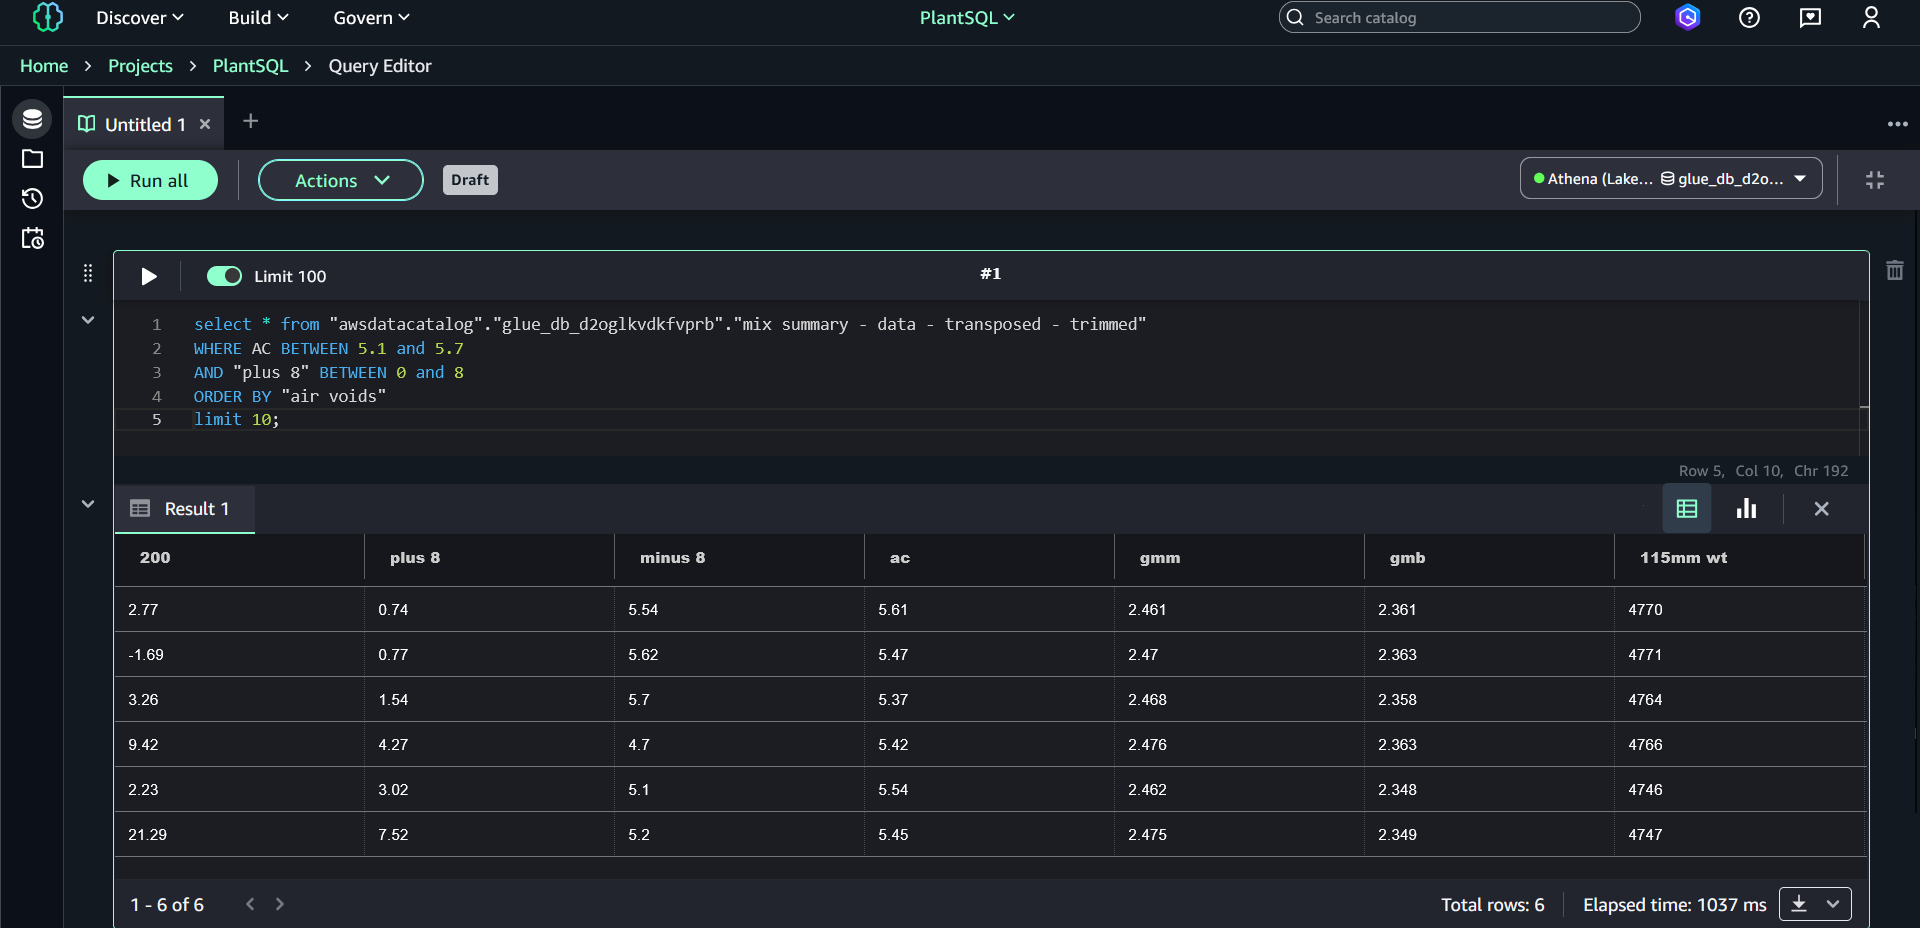 Discover Build Govern PlantSQL Search catalog
Home > Projects > PlantSQL > Query Editor
Untitled 1
Run all Actions Draft Athena (Lake... glue_db_d2o...
Limit 100 #1
1 select * from "awsdatacatalog"."glue_db_d2oglkvdkfvprb"."mix summary - data - transposed - trimmed"
2 WHERE AC BETWEEN 5.1 and 5.7
3 AND "plus 8" BETWEEN 0 and 8
4 ORDER BY "air voids"
5 limit 10;
Row 5, Col 10, Chr 192
Result 1
200 plus 8 minus 8 ac gmm gmb 115mm wt
2.77 0.74 5.54 5.61 2.461 2.361 4770
-1.69 0.77 5.62 5.47 2.47 2.363 4771
3.26 1.54 5.7 5.37 2.468 2.358 4764
9.42 4.27 4.7 5.42 2.476 2.363 4766
2.23 3.02 5.1 5.54 2.462 2.348 4746
21.29 7.52 5.2 5.45 2.475 2.349 4747
1 - 6 of 6 Total rows: 6 Elapsed time: 1037 ms